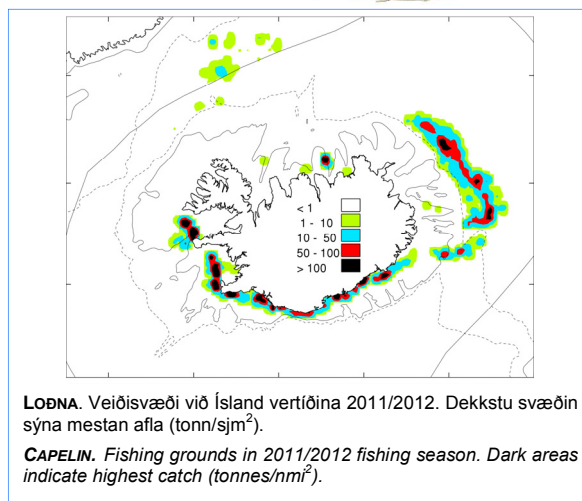 < 1
1 - 10
10 - 50
50 - 100
> 100
LOÐNA. Veiðisvæði við Ísland vertíðina 2011/2012. Dekkstu svæðin
sýna mestan afla (tonn/sjm²).
CAPELIN. Fishing grounds in 2011/2012 fishing season. Dark areas
indicate highest catch (tonnes/nmi²).